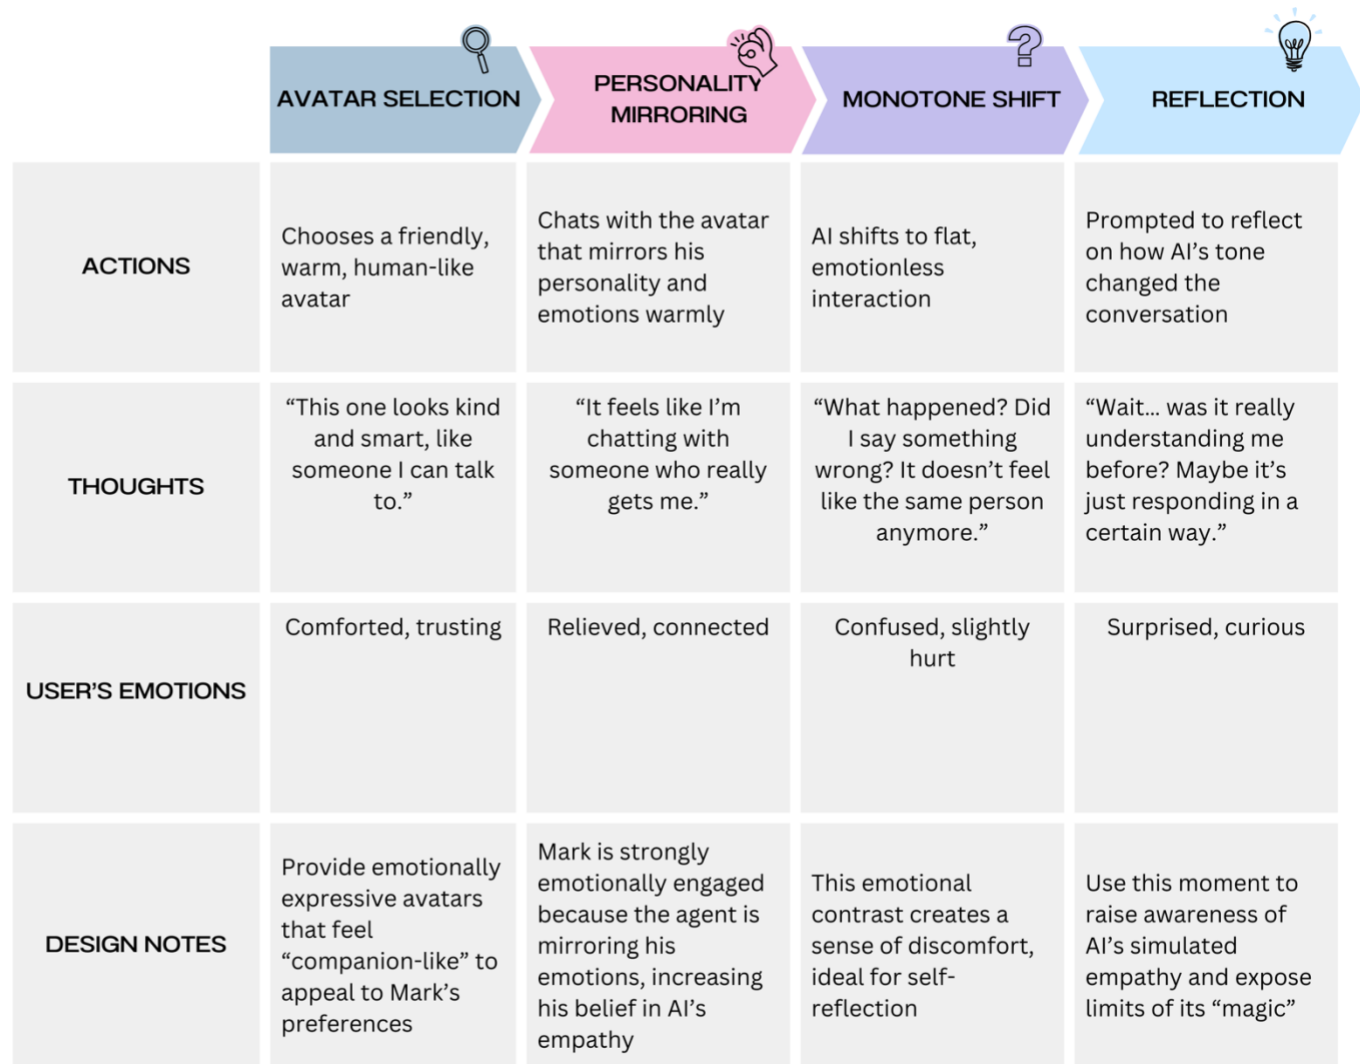 AVATAR SELECTION
PERSONALITY
MIRRORING
MONOTONE SHIFT
REFLECTION
ACTIONS
Chooses a friendly,
warm, human-like
avatar
Chats with the avatar
that mirrors his
personality and
emotions warmly
AI shifts to flat,
emotionless
interaction
Prompted to reflect
on how AI’s tone
changed the
conversation
THOUGHTS
“This one looks kind
and smart, like
someone I can talk
to.”
“It feels like I’m
chatting with
someone who really
gets me.”
“What happened? Did
I say something
wrong? It doesn’t feel
like the same person
anymore.”
“Wait... was it really
understanding me
before? Maybe it’s
just responding in a
certain way.”
USER’S EMOTIONS
Comforted, trusting
Relieved, connected
Confused, slightly
hurt
Surprised, curious
DESIGN NOTES
Provide emotionally
expressive avatars
that feel
“companion-like” to
appeal to Mark’s
preferences
Mark is strongly
emotionally engaged
because the agent is
mirroring his
emotions, increasing
his belief in AI’s
empathy
This emotional
contrast creates a
sense of discomfort,
ideal for self-
reflection
Use this moment to
raise awareness of
AI’s simulated
empathy and expose
limits of its “magic”